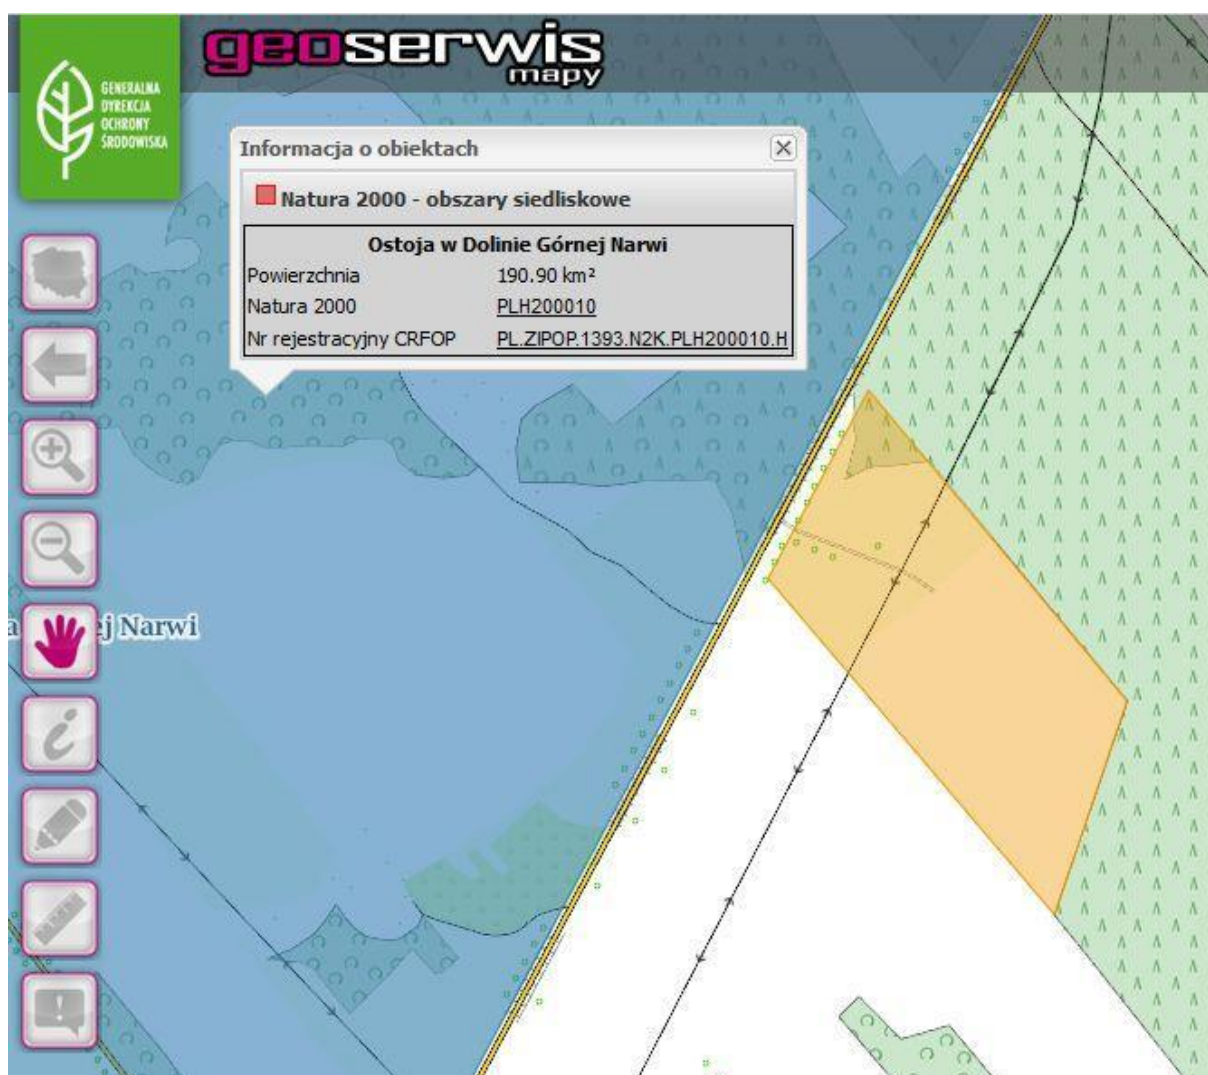 GENERALNA
DYREKCJA
OCHRONY
ŚRODOWISKA
geoserwis
mapy
Informacja o obiektach
Natura 2000 - obszary siedliskowe
Ostoja w Dolinie Górnej Narwi
Powierzchnia 190.90 km²
Natura 2000 PLH200010
Nr rejestracyjny CRFOP PL.ZIPOP.1393.N2K.PLH200010.H
ej Narwi